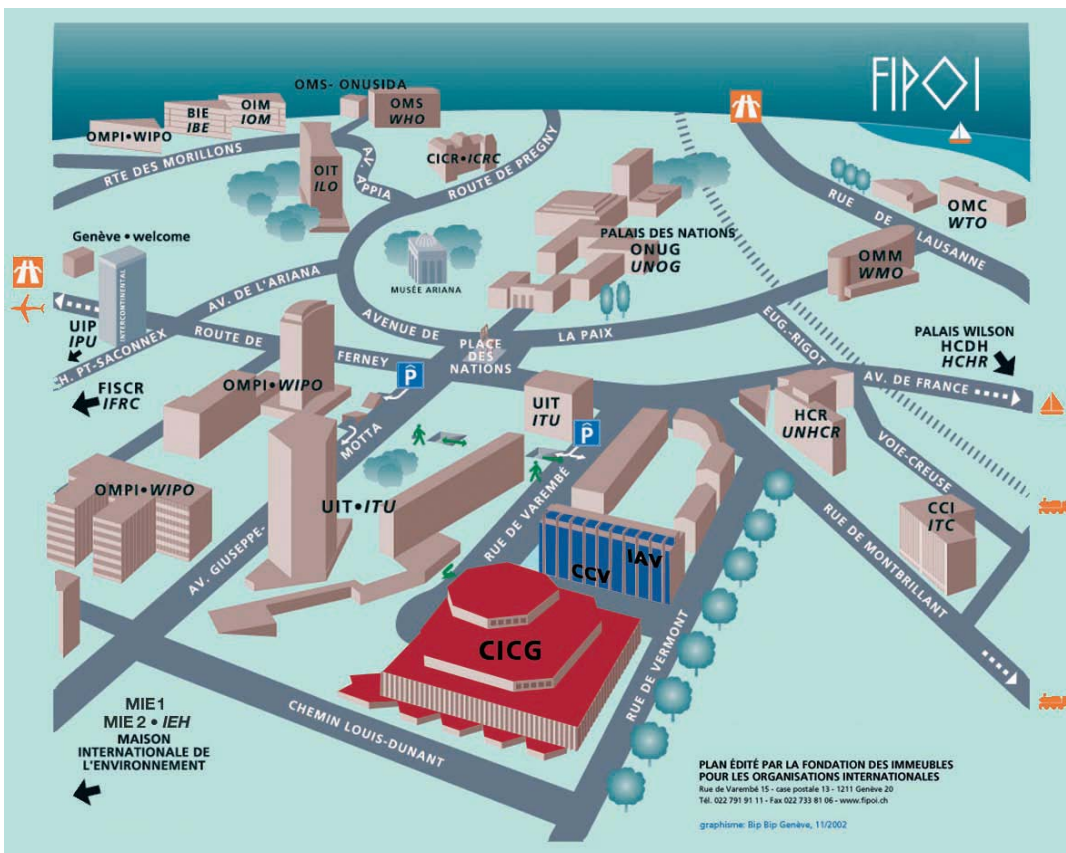 FIPOI
OMS- ONUSIDA
OIM
IOM
OMS
WHO
BIE
IBE
OMPI•WIPO
RTE DES MORILLONS
OIT
ILO
AV. APPIA
CICR•ICRC
ROUTE DE PREGNY
RUE DE LAUSANNE
OMC
WTO
PALAIS DES NATIONS
ONUG
UNOG
OMM
WMO
Genève • welcome
INTERCONTINENTAL
MUSÉE ARIANA
AV. DE L'ARIANA
AVENUE DE LA PAIX
UIP
IPU
CH. PT-SACONNEX
ROUTE DE FERNEY
PLACE
DES
NATIONS
EUG.-RIGOT
PALAIS WILSON
HCDH
HCHR
AV. DE FRANCE
FISCR
IFRC
OMPI•WIPO
P
UIT
ITU
P
HCR
UNHCR
VOIE-CREUSE
OMPI•WIPO
UIT•ITU
AV. GIUSEPPE-MOTTA
RUE DE VAREMBÉ
IAV
CCV
CCI
ITC
RUE DE MONTBRILLANT
CICG
RUE DE VERMONT
CHEMIN LOUIS-DUNANT
MIE1
MIE 2 • IEH
MAISON
INTERNATIONALE DE
L'ENVIRONNEMENT
PLAN ÉDITÉ PAR LA FONDATION DES IMMEUBLES
POUR LES ORGANISATIONS INTERNATIONALES
Rue de Varembé 15 - case postale 13 - 1211 Genève 20
Tél. 022 791 91 11 - Fax 022 733 81 06 - www.fipoi.ch
graphisme: Bip Bip Genève, 11/2002